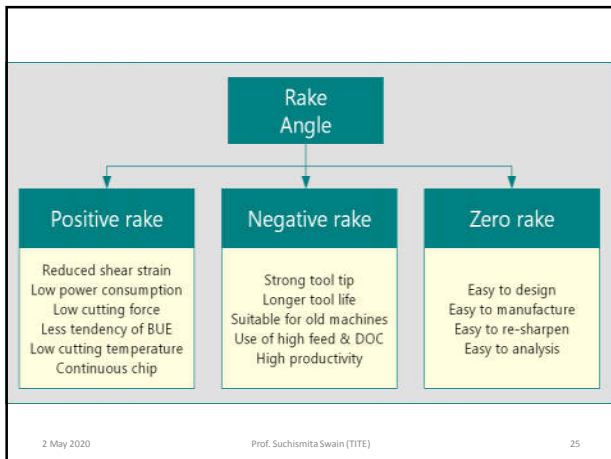 Rake
Angle
Positive rake
Reduced shear strain
Low power consumption
Low cutting force
Less tendency of BUE
Low cutting temperature
Continuous chip
Negative rake
Strong tool tip
Longer tool life
Suitable for old machines
Use of high feed & DOC
High productivity
Zero rake
Easy to design
Easy to manufacture
Easy to re-sharpen
Easy to analysis
2 May 2020
Prof. Suchismita Swain (TITE)
25